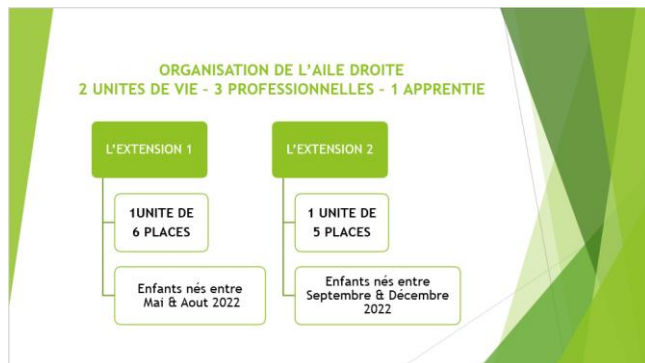 ORGANISATION DE L'AILE DROITE
2 UNITES DE VIE – 3 PROFESSIONNELLES – 1 APPRENTIE
L'EXTENSION 1
1UNITE DE
6 PLACES
Enfants nés entre
Mai & Aout 2022
L'EXTENSION 2
1 UNITE DE
5 PLACES
Enfants nés entre
Septembre & Décembre
2022